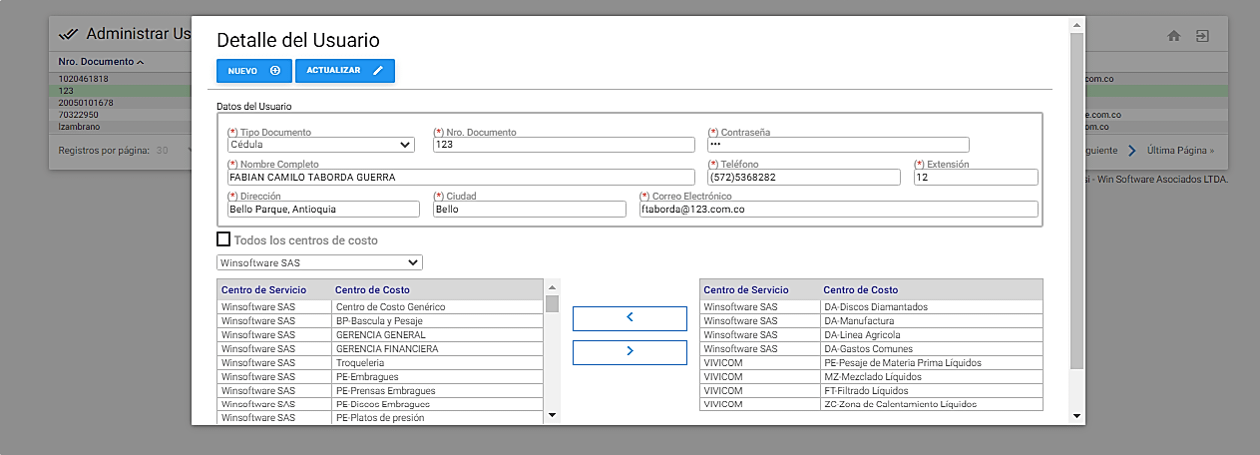 Administrar Us
Nro. Documento
1020461818
123
20050101678
70322950
lzambrano
Registros por página: 30
Detalle del Usuario
NUEVO
ACTUALIZAR
Datos del Usuario
(*) Tipo Documento
(*) Nro. Documento
(*) Contraseña
Cédula
123
•••
(*) Nombre Completo
(*) Teléfono
(*) Extensión
FABIAN CAMILO TABORDA GUERRA
(572)5368282
12
(*) Dirección
(*) Ciudad
(*) Correo Electrónico
Bello Parque, Antioquia
Bello
ftaborda@123.com.co
Todos los centros de costo
Winsoftware SAS
Centro de Servicio Centro de Costo
Winsoftware SAS Centro de Costo Genérico
Winsoftware SAS BP-Bascula y Pesaje
Winsoftware SAS GERENCIA GENERAL
Winsoftware SAS GERENCIA FINANCIERA
Winsoftware SAS Troqueleria
Winsoftware SAS PE-Embragues
Winsoftware SAS PE-Prensas Embragues
Winsoftware SAS PE-Discos Embragues
Winsoftware SAS PE-Platos de presión
Centro de Servicio Centro de Costo
Winsoftware SAS DA-Discos Diamantados
Winsoftware SAS DA-Manufactura
Winsoftware SAS DA-Linea Agricola
Winsoftware SAS DA-Gastos Comunes
VIVICOM PE-Pesaje de Materia Prima Líquidos
VIVICOM MZ-Mezclado Líquidos
VIVICOM FT-Filtrado Líquidos
VIVICOM ZC-Zona de Calentamiento Líquidos
co.com.co
e.com.co
om.co
guiente
Última Página »
si - Win Software Asociados LTDA.